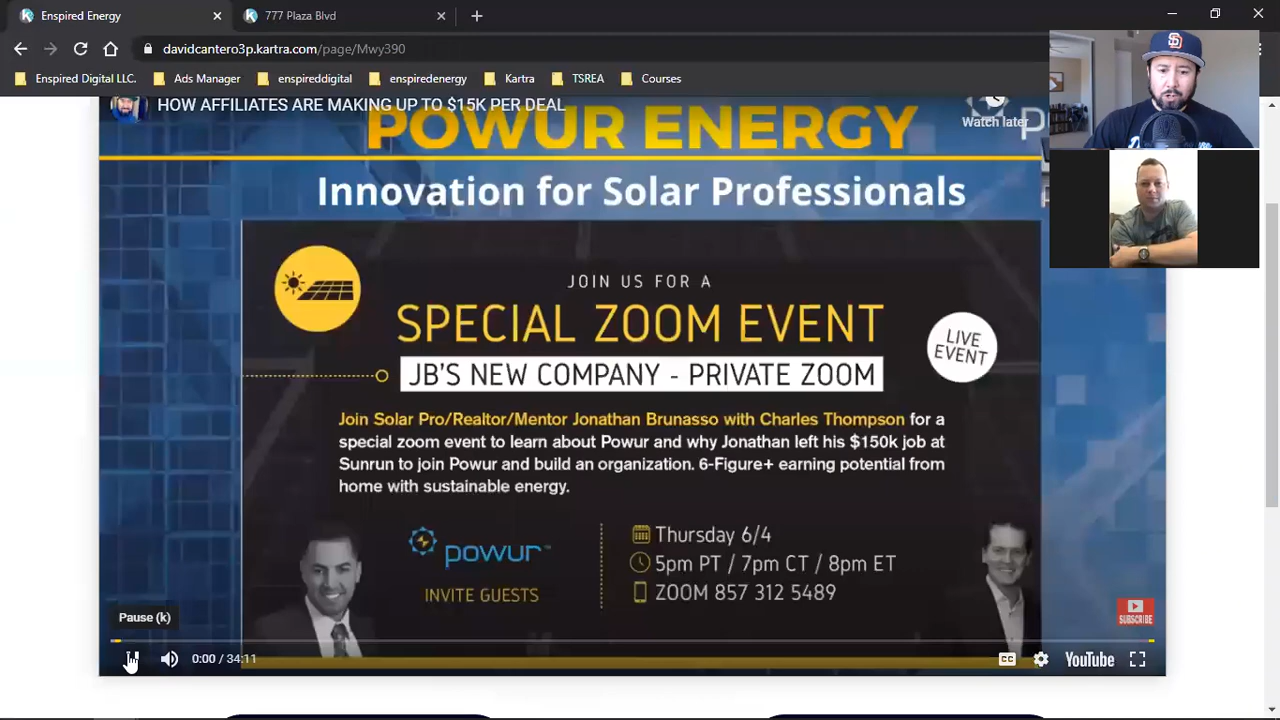 Enspired Energy
777 Plaza Blvd
davidcantero3p.kartra.com/page/Mwy390
Enspired Digital LLC.
Ads Manager
enspireddigital
enspiredenergy
Kartra
TSREA
Courses
HOW AFFILIATES ARE MAKING UP TO $15K PER DEAL
Watch later
POWUR ENERGY
Innovation for Solar Professionals
JOIN US FOR A
SPECIAL ZOOM EVENT
LIVE
EVENT
JB'S NEW COMPANY - PRIVATE ZOOM
Join Solar Pro/Realtor/Mentor Jonathan Brunasso with Charles Thompson for a
special zoom event to learn about Powur and why Jonathan left his $150k job at
Sunrun to join Powur and build an organization. 6-Figure+ earning potential from
home with sustainable energy.
powur™
INVITE GUESTS
Thursday 6/4
5pm PT / 7pm CT / 8pm ET
ZOOM 857 312 5489
SUBSCRIBE
Pause (k)
0:00 / 34:11
CC
YouTube